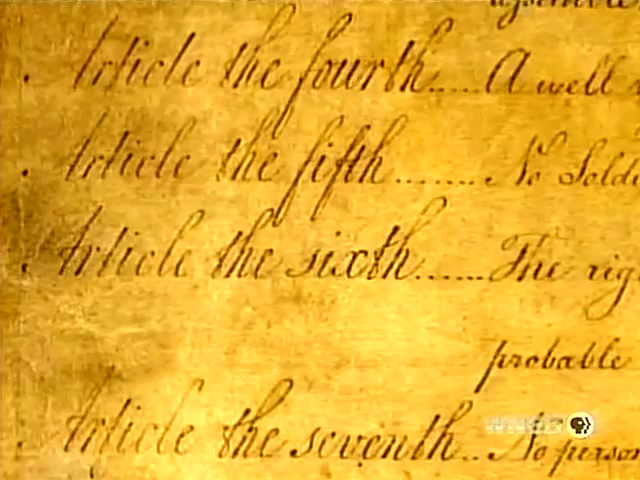 assemble
Article the fourth..... A well
Article the fifth ........ No Soldi
Article the sixth ....... The rig
probable
Article the seventh .. No person